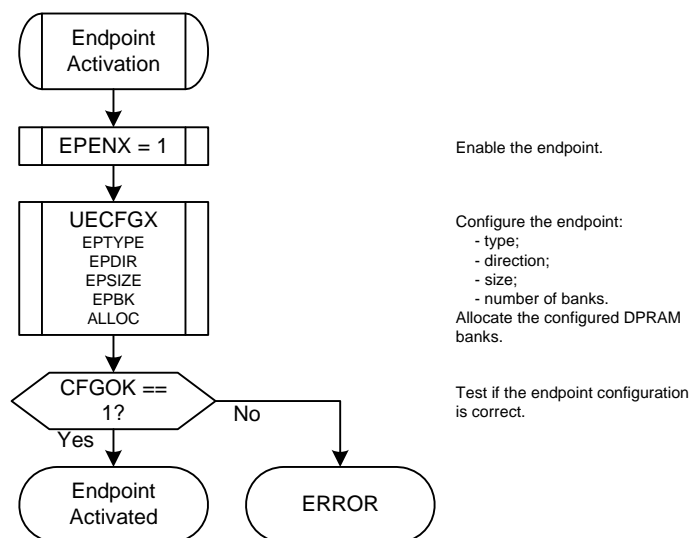 Endpoint
Activation
EPENX = 1
Enable the endpoint.
UECFGX
EPTYPE
EPDIR
EPSIZE
EPBK
ALLOC
Configure the endpoint:
- type;
- direction;
- size;
- number of banks.
Allocate the configured DPRAM
banks.
CFGOK ==
1?
Test if the endpoint configuration
is correct.
No
Yes
Endpoint
Activated
ERROR